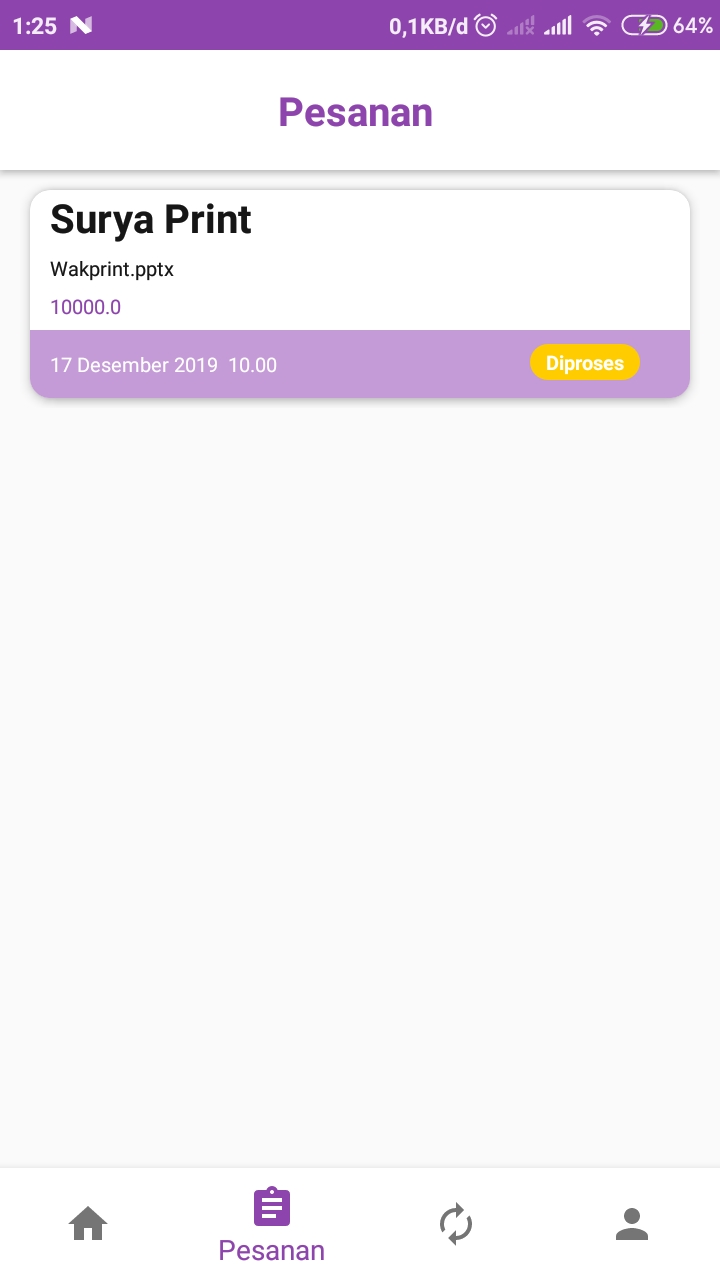 1:25 0,1KB/d 64%
Pesanan
Surya Print
Wakprint.pptx
10000.0
17 Desember 2019 10.00 Diproses
Pesanan